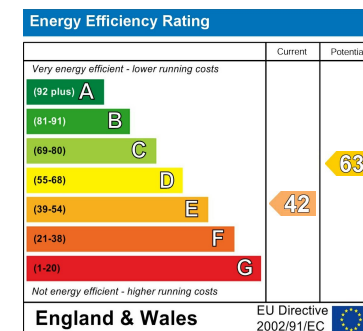 Energy Efficiency Rating
Current Potentia
Very energy efficient - lower running costs
(92 plus) A
(81-91) B
(69-80) C
(55-68) D
(39-54) E
(21-38) F
(1-20) G
42
63
Not energy efficient - higher running costs
England & Wales
EU Directive
2002/91/EC